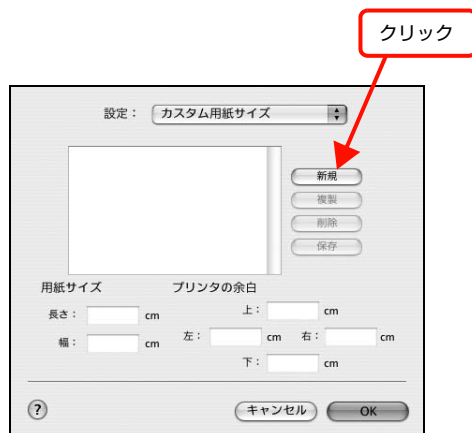 クリック
設定： カスタム用紙サイズ
新規
複製
削除
保存
用紙サイズ プリンタの余白
長さ： cm 上： cm
幅： cm 左： cm 右： cm
下： cm
? キャンセル OK